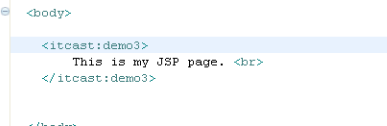 <body>
<itcast:demo3>
This is my JSP page. <br>
</itcast:demo3>